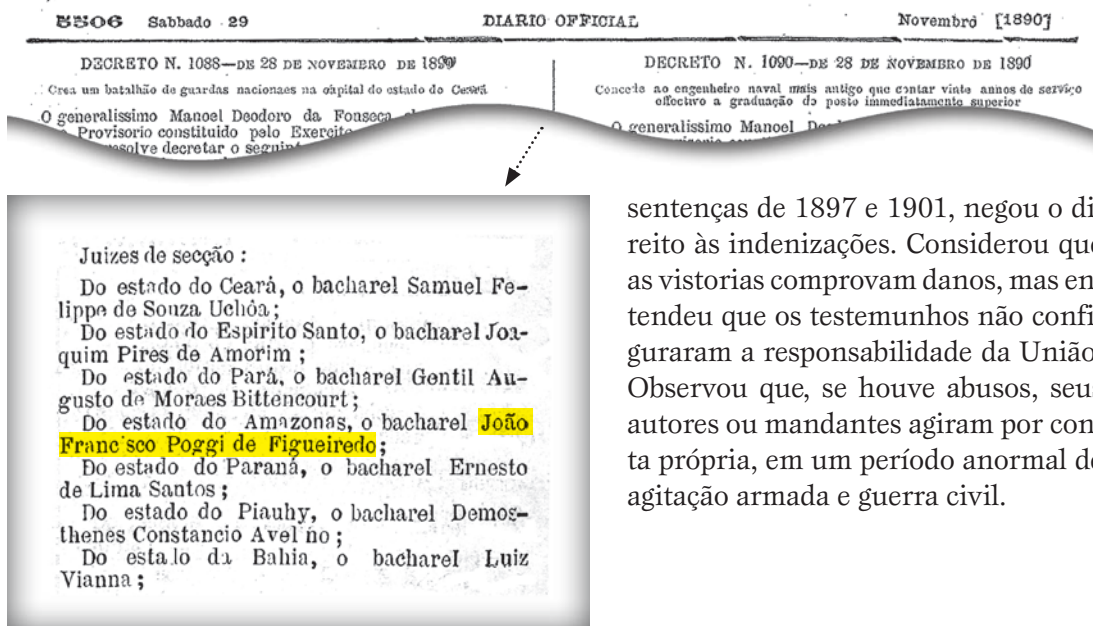 5506 Sabbado 29 DIARIO OFFICIAL Novembro [1890]
DECRETO N. 1088—DE 28 DE NOVEMBRO DE 1890
Crea um batalhão de guardas nacionaes na capital do estado do Ceará
O generalissimo Manoel Deodoro da Fonseca
Provisorio constituido pelo Exercito
resolve decretar o seguinte
DECRETO N. 1090—DE 28 DE NOVEMBRO DE 1890
Concede ao engenheiro naval mais antigo que contar vinte annos de serviço
effectivo a graduação do posto immediatamente superior
O generalissimo Manoel
Juizes de secção :
Do estado do Ceará, o bacharel Samuel Fe-
lippe de Souza Uchôa;
Do estado do Espirito Santo, o bacharel Joa-
quim Pires de Amorim ;
Do estado do Pará, o bacharel Gentil Au-
gusto de Moraes Bittencourt;
Do estado do Amazonas, o bacharel João
Franc sco Poggi de Figueiredo;
Do estado do Paraná, o bacharel Ernesto
de Lima Santos ;
Do estado do Piauhy, o bacharel Demos-
thenes Constancio Avel no ;
Do estado da Bahia, o bacharel Luiz
Vianna ;
sentenças de 1897 e 1901, negou o di
reito às indenizações. Considerou que
as vistorias comprovam danos, mas en
tendeu que os testemunhos não confi
guraram a responsabilidade da União
Observou que, se houve abusos, seus
autores ou mandantes agiram por con
ta própria, em um período anormal de
agitação armada e guerra civil.